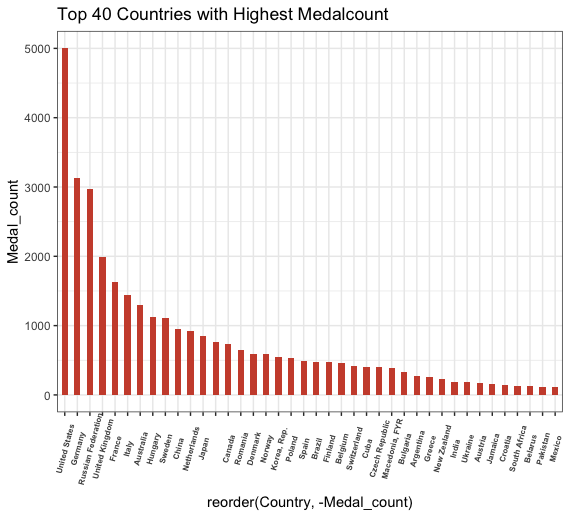 Top 40 Countries with Highest Medalcount
Medal_count
5000
4000
3000
2000
1000
0
United States
Germany
Russian Federation
United Kingdom
France
Italy
Australia
Hungary
Sweden
China
Netherlands
Japan
Canada
Romania
Denmark
Norway
Korea, Rep.
Poland
Spain
Brazil
Finland
Belgium
Switzerland
Cuba
Czech Republic
Macedonia, FYR
Bulgaria
Argentina
Greece
New Zealand
India
Ukraine
Austria
Jamaica
Croatia
South Africa
Belarus
Pakistan
Mexico
reorder(Country, -Medal_count)